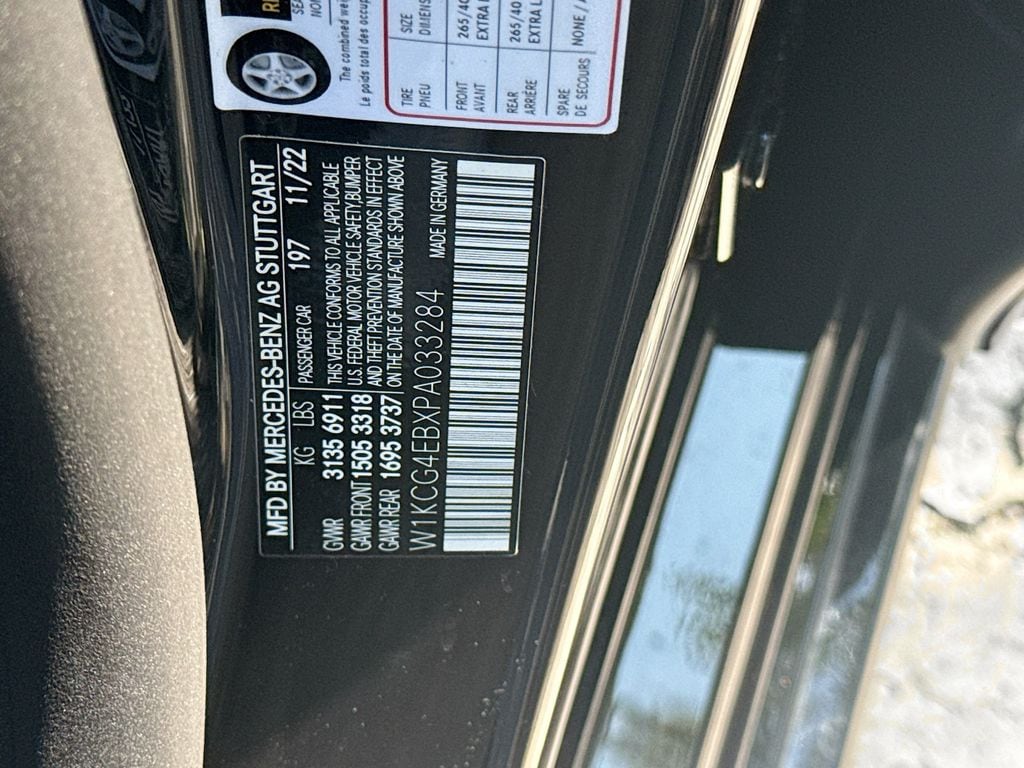 MFD BY MERCEDES-BENZ AG STUTTGART
KG LBS PASSENGER CAR 197 11/22
GVWR 3135 6911 THIS VEHICLE CONFORMS TO ALL APPLICABLE
GAWR FRONT 1505 3318 U.S. FEDERAL MOTOR VEHICLE SAFETY,BUMPER
GAWR REAR 1695 3737 AND THEFT PREVENTION STANDARDS IN EFFECT
ON THE DATE OF MANUFACTURE SHOWN ABOVE
W1KCG4EBXPA033284 MADE IN GERMANY
The combined
Le poids total des
TIRE SIZE
PNEU
FRONT 265/40
AVANT EXTRA
REAR 265/40
ARRIÈRE EXTRA
SPARE NONE /
DE SECOURS